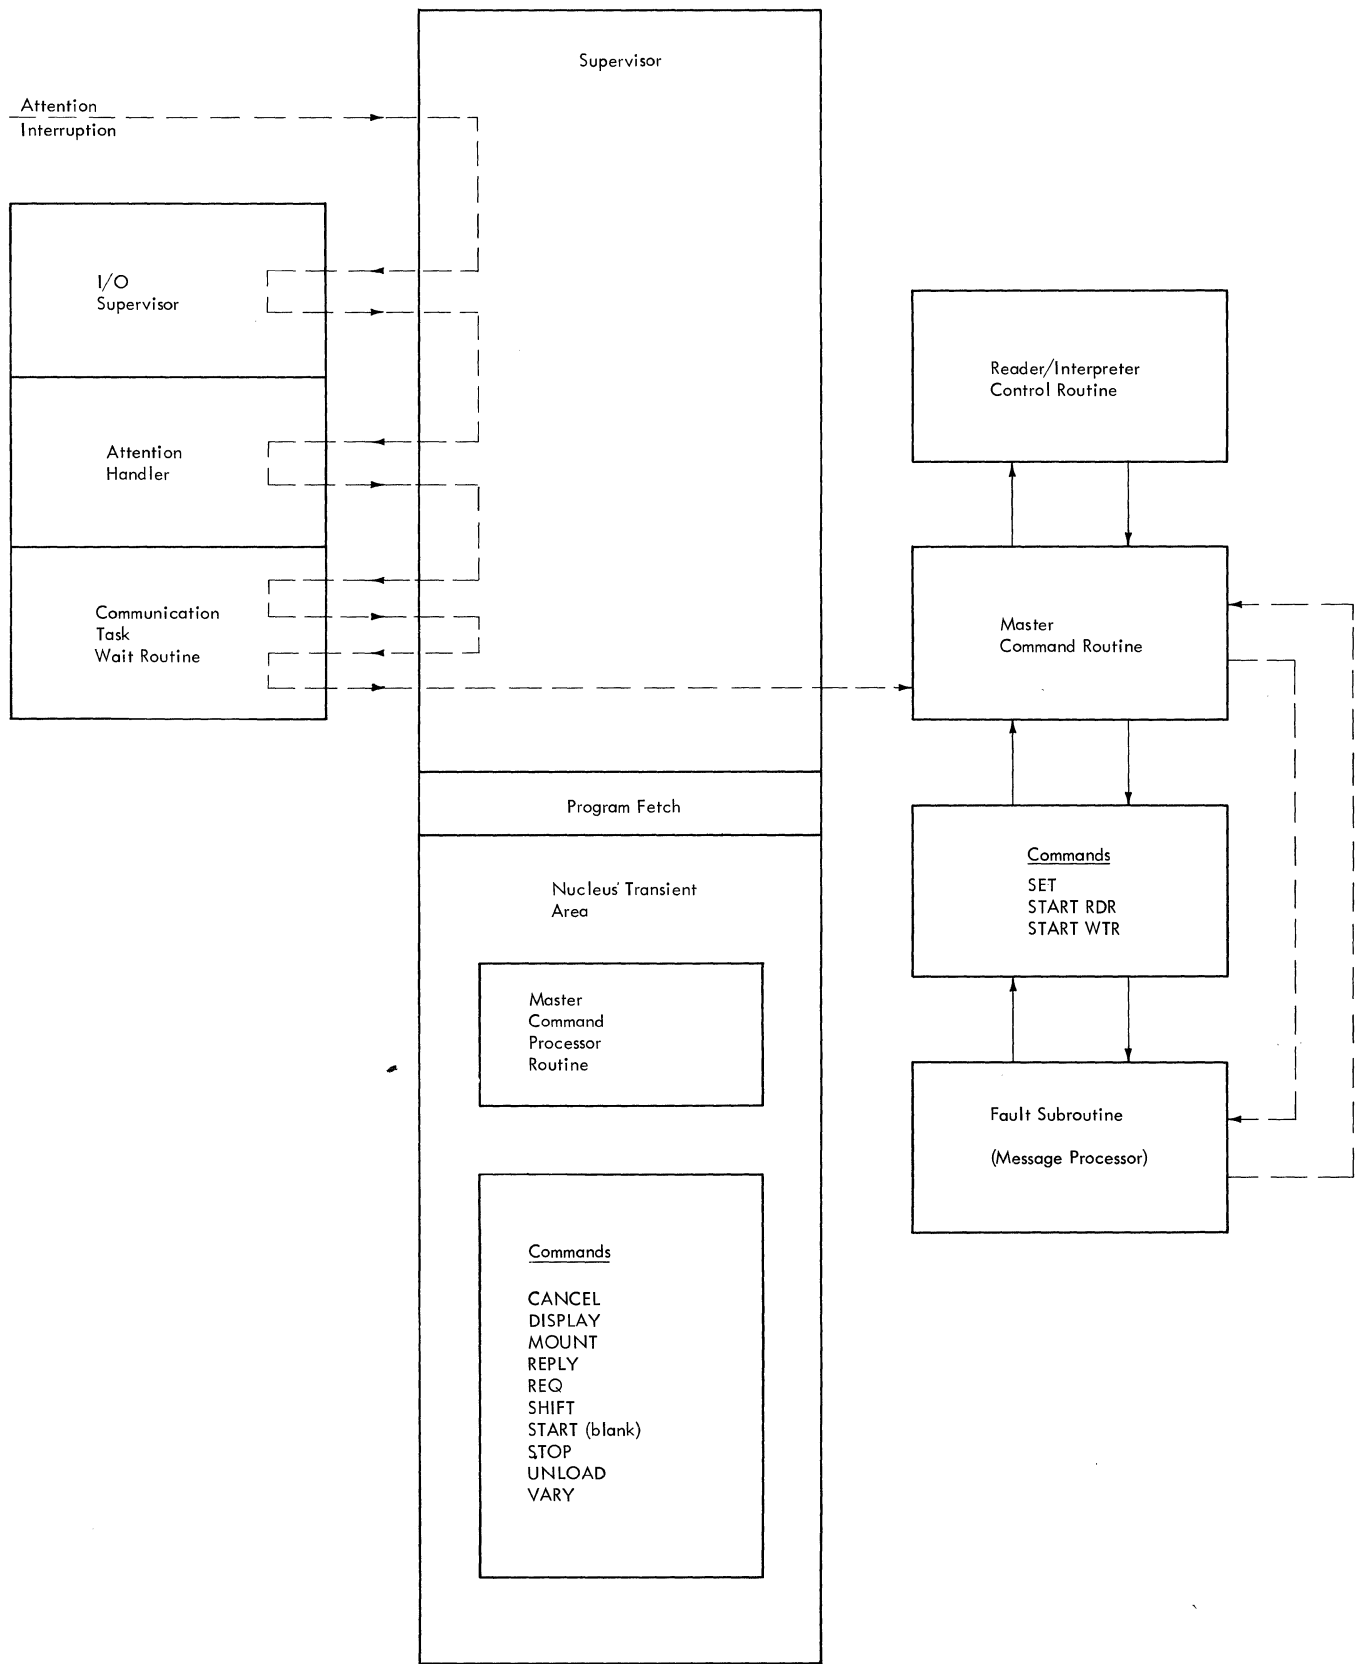 Supervisor
Attention
Interruption
I/O
Supervisor
Attention
Handler
Communication
Task
Wait Routine
Reader/Interpreter
Control Routine
Master
Command Routine
Commands
SET
START RDR
START WTR
Fault Subroutine
(Message Processor)
Program Fetch
Nucleus' Transient
Area
Master
Command
Processor
Routine
Commands
CANCEL
DISPLAY
MOUNT
REPLY
REQ
SHIFT
START (blank)
STOP
UNLOAD
VARY